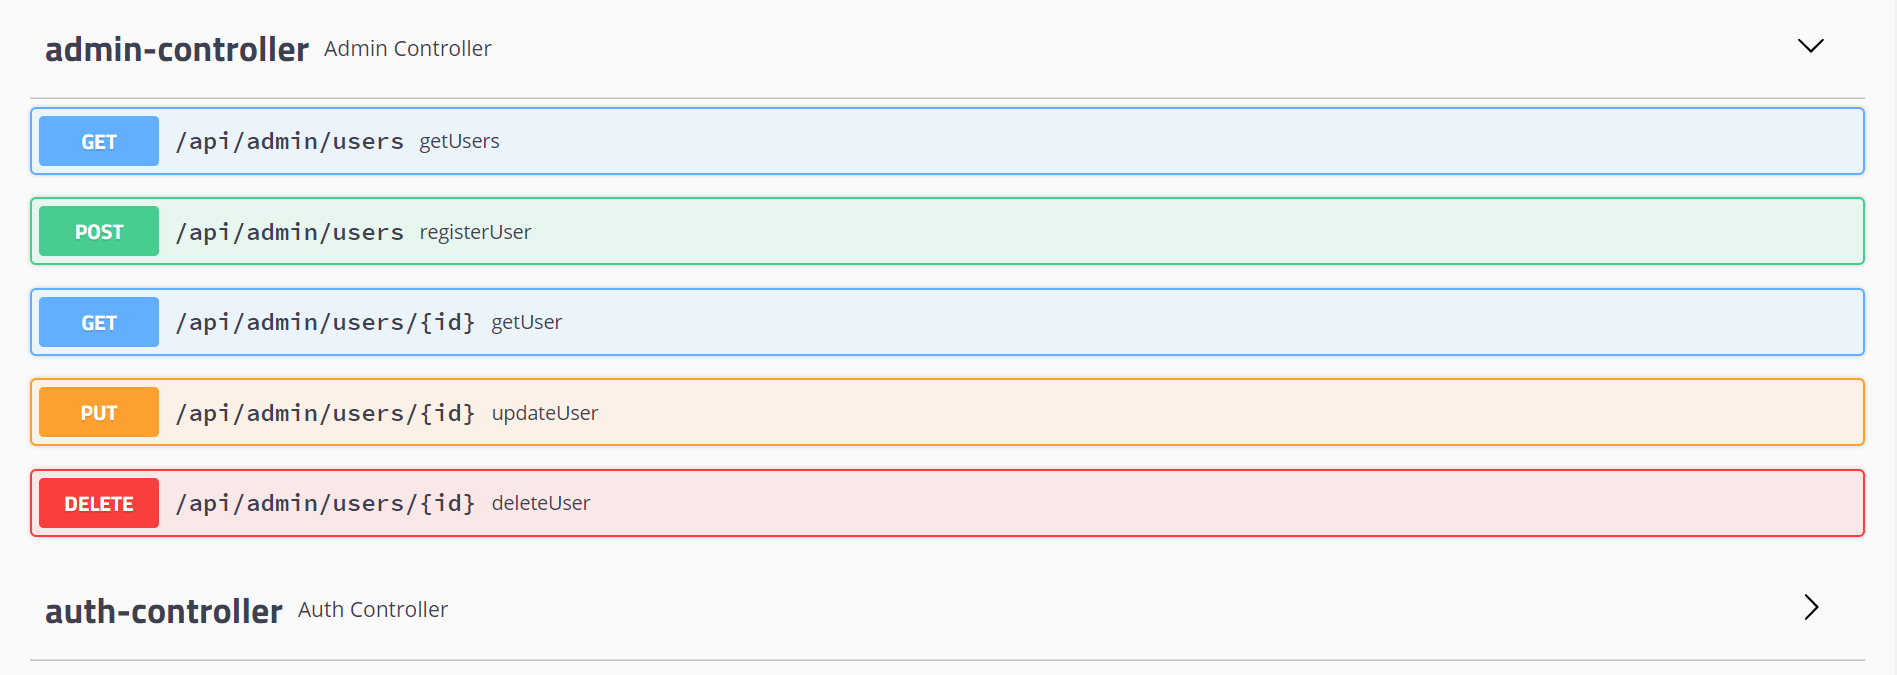 admin-controller Admin Controller
GET /api/admin/users getUsers
POST /api/admin/users registerUser
GET /api/admin/users/{id} getUser
PUT /api/admin/users/{id} updateUser
DELETE /api/admin/users/{id} deleteUser
auth-controller Auth Controller